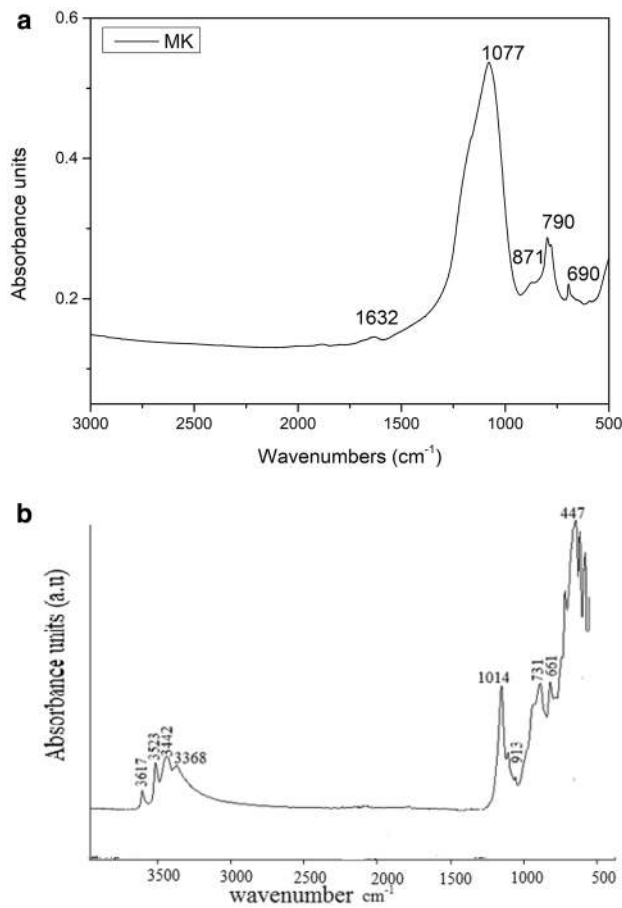 a
0.6
MK
1077
0.4
790
871
690
0.2
1632
Absorbance units
3000 2500 2000 1500 1000 500
Wavenumbers (cm⁻¹)
b
447
1014
731
661
913
3617
3523
3442
3368
Absorbance units (a.u)
3500 3000 2500 2000 1500 1000 500
wavenumber cm⁻¹